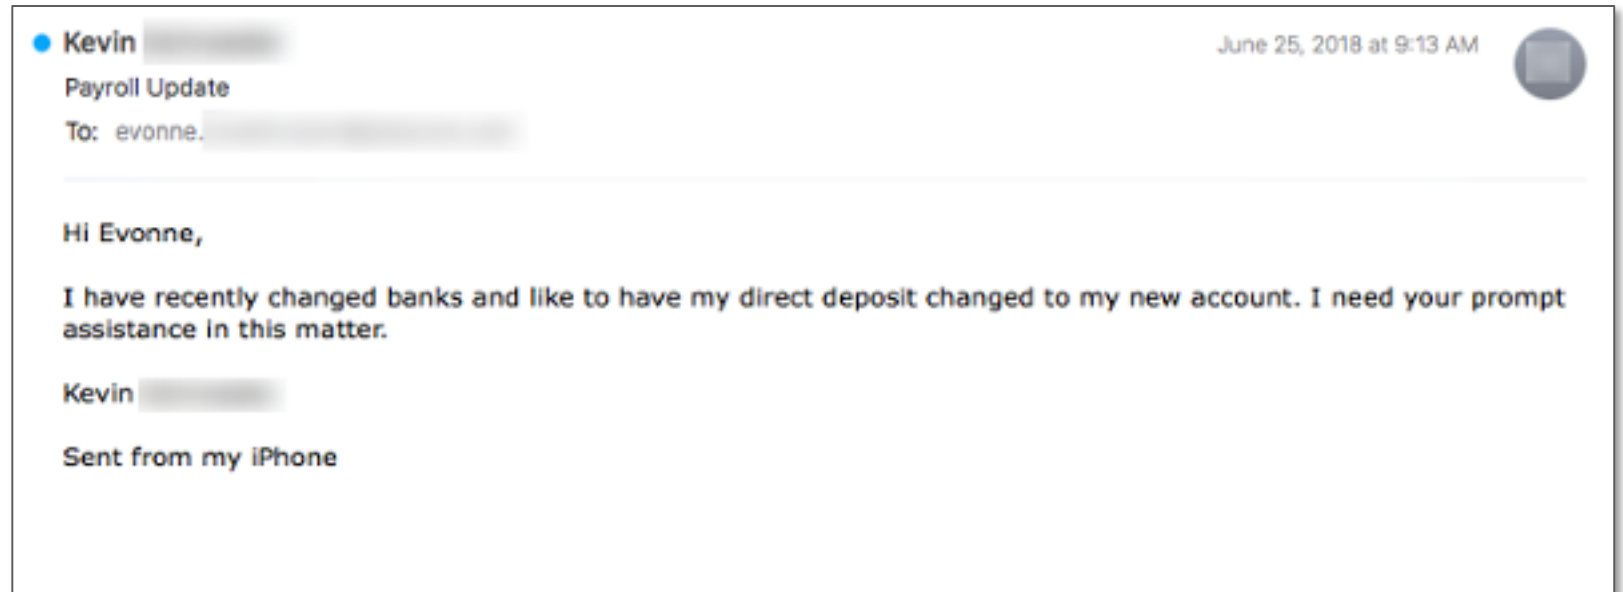 Kevin
June 25, 2018 at 9:13 AM
Payroll Update
To: evonne.
Hi Evonne,
I have recently changed banks and like to have my direct deposit changed to my new account. I need your prompt
assistance in this matter.
Kevin
Sent from my iPhone